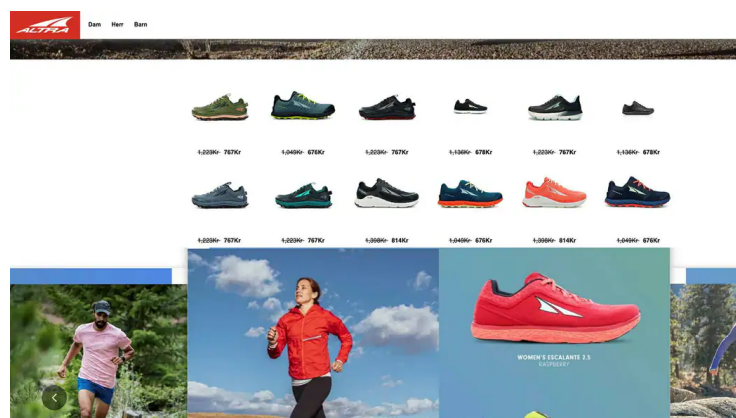 ALTRA
Dam Herr Barn
1,223Kr 767Kr 1,049Kr 676Kr 1,223Kr 767Kr 1,136Kr 678Kr 1,223Kr 767Kr 1,136Kr 678Kr
1,223Kr 767Kr 1,223Kr 767Kr 1,398Kr 814Kr 1,049Kr 676Kr 1,398Kr 814Kr 1,049Kr 676Kr
WOMEN'S ESCALANTE 2.5
RASPBERRY